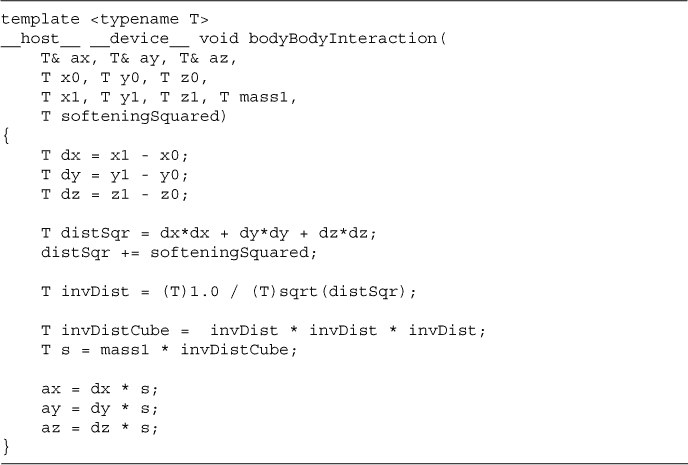 template <typename T>
__host__ __device__ void bodyBodyInteraction(
    T& ax, T& ay, T& az,
    T x0, T y0, T z0,
    T x1, T y1, T z1, T mass1,
    T softeningSquared)
{
    T dx = x1 - x0;
    T dy = y1 - y0;
    T dz = z1 - z0;

    T distSqr = dx*dx + dy*dy + dz*dz;
    distSqr += softeningSquared;

    T invDist = (T)1.0 / (T)sqrt(distSqr);

    T invDistCube =  invDist * invDist * invDist;
    T s = mass1 * invDistCube;

    ax = dx * s;
    ay = dy * s;
    az = dz * s;
}